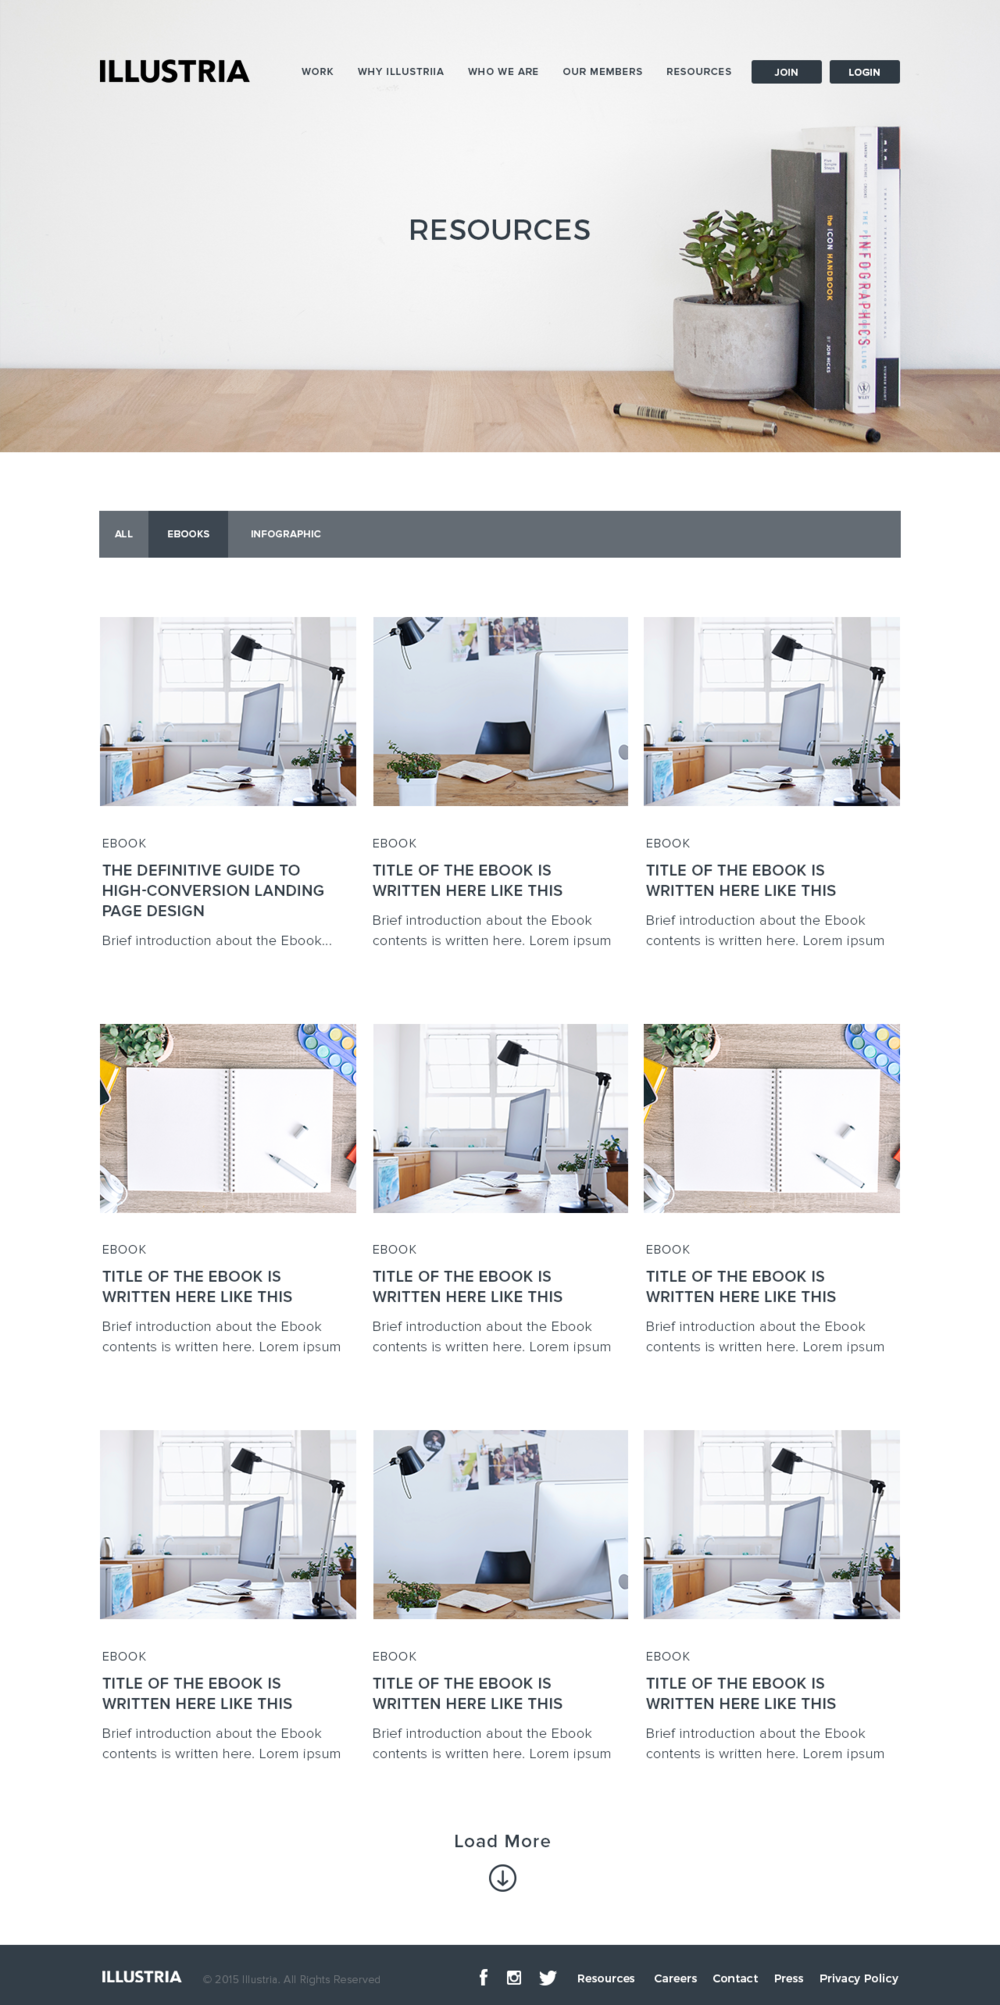 ILLUSTRIA
WORK WHY ILLUSTRIIA WHO WE ARE OUR MEMBERS RESOURCES JOIN LOGIN
RESOURCES
the ICON HANDBOOK
BY JON HICKS
INFOGRAPHICS
ALL EBOOKS INFOGRAPHIC
EBOOK
THE DEFINITIVE GUIDE TO
HIGH-CONVERSION LANDING
PAGE DESIGN
Brief introduction about the Ebook...
EBOOK
TITLE OF THE EBOOK IS
WRITTEN HERE LIKE THIS
Brief introduction about the Ebook
contents is written here. Lorem ipsum
EBOOK
TITLE OF THE EBOOK IS
WRITTEN HERE LIKE THIS
Brief introduction about the Ebook
contents is written here. Lorem ipsum
EBOOK
TITLE OF THE EBOOK IS
WRITTEN HERE LIKE THIS
Brief introduction about the Ebook
contents is written here. Lorem ipsum
EBOOK
TITLE OF THE EBOOK IS
WRITTEN HERE LIKE THIS
Brief introduction about the Ebook
contents is written here. Lorem ipsum
EBOOK
TITLE OF THE EBOOK IS
WRITTEN HERE LIKE THIS
Brief introduction about the Ebook
contents is written here. Lorem ipsum
EBOOK
TITLE OF THE EBOOK IS
WRITTEN HERE LIKE THIS
Brief introduction about the Ebook
contents is written here. Lorem ipsum
EBOOK
TITLE OF THE EBOOK IS
WRITTEN HERE LIKE THIS
Brief introduction about the Ebook
contents is written here. Lorem ipsum
EBOOK
TITLE OF THE EBOOK IS
WRITTEN HERE LIKE THIS
Brief introduction about the Ebook
contents is written here. Lorem ipsum
Load More
ILLUSTRIA © 2015 Illustria. All Rights Reserved Resources Careers Contact Press Privacy Policy